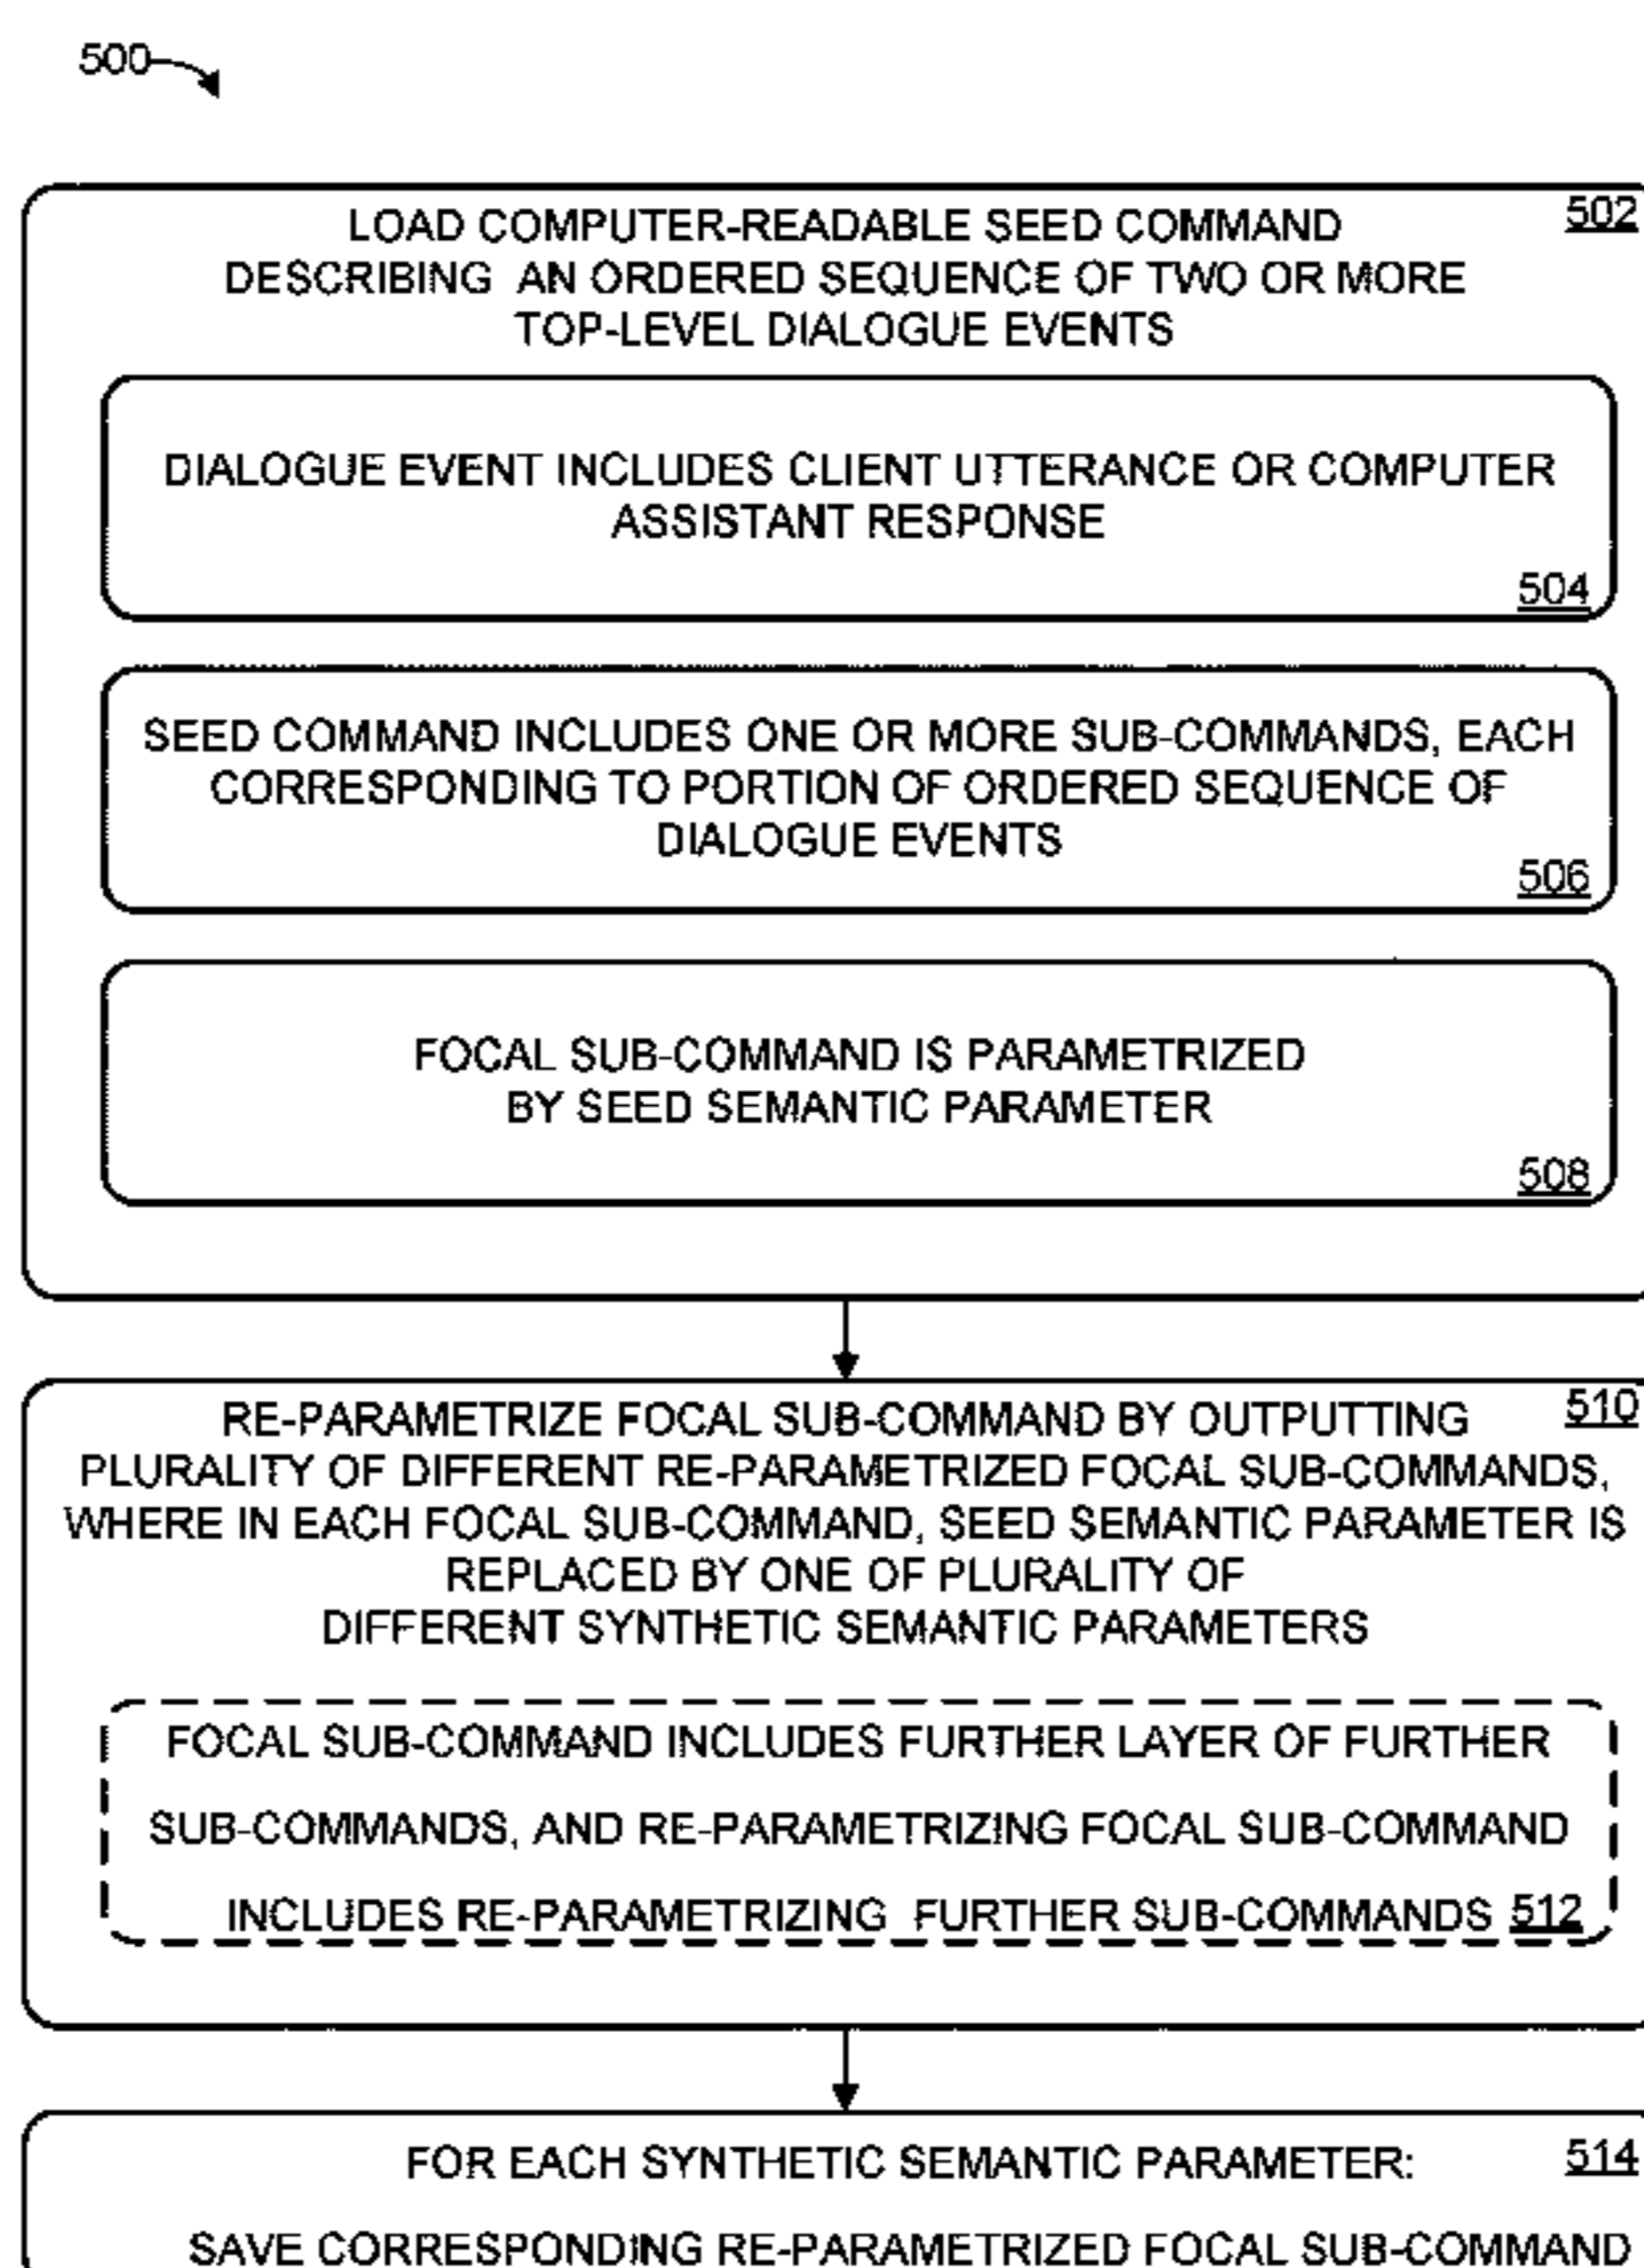 500
502
LOAD COMPUTER-READABLE SEED COMMAND
DESCRIBING AN ORDERED SEQUENCE OF TWO OR MORE
TOP-LEVEL DIALOGUE EVENTS
DIALOGUE EVENT INCLUDES CLIENT UTTERANCE OR COMPUTER
ASSISTANT RESPONSE
504
SEED COMMAND INCLUDES ONE OR MORE SUB-COMMANDS, EACH
CORRESPONDING TO PORTION OF ORDERED SEQUENCE OF
DIALOGUE EVENTS
506
FOCAL SUB-COMMAND IS PARAMETRIZED
BY SEED SEMANTIC PARAMETER
508
RE-PARAMETRIZE FOCAL SUB-COMMAND BY OUTPUTTING 510
PLURALITY OF DIFFERENT RE-PARAMETRIZED FOCAL SUB-COMMANDS,
WHERE IN EACH FOCAL SUB-COMMAND, SEED SEMANTIC PARAMETER IS
REPLACED BY ONE OF PLURALITY OF
DIFFERENT SYNTHETIC SEMANTIC PARAMETERS
FOCAL SUB-COMMAND INCLUDES FURTHER LAYER OF FURTHER
SUB-COMMANDS, AND RE-PARAMETRIZING FOCAL SUB-COMMAND
INCLUDES RE-PARAMETRIZING FURTHER SUB-COMMANDS 512
FOR EACH SYNTHETIC SEMANTIC PARAMETER: 514
SAVE CORRESPONDING RE-PARAMETRIZED FOCAL SUB-COMMAND